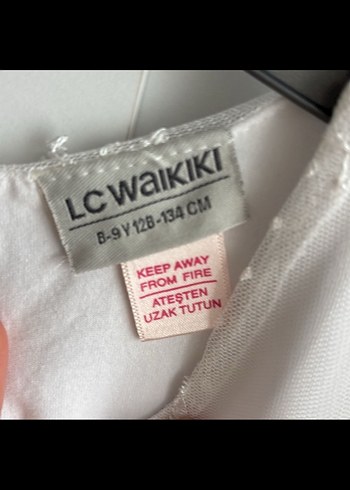 LC WAIKIKI
8-9 Y 128-134 CM
KEEP AWAY
FROM FIRE
ATEŞTEN
UZAK TUTUN